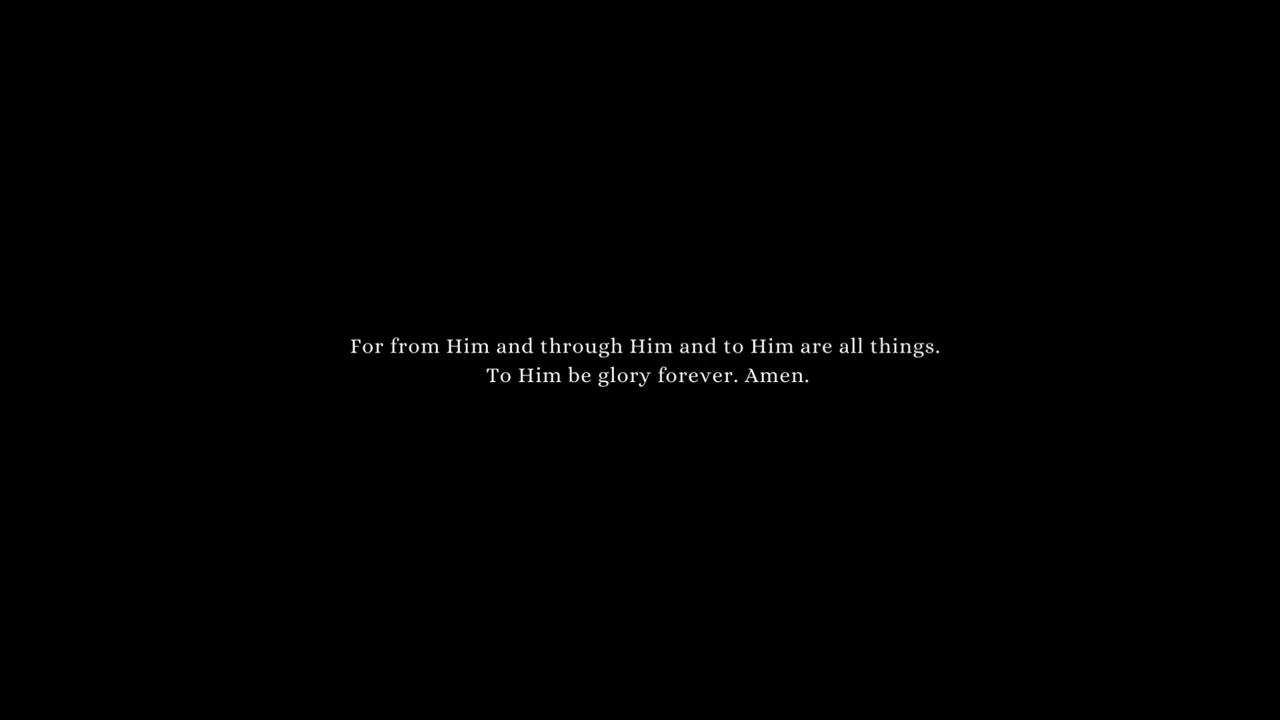 For from Him and through Him and to Him are all things.
To Him be glory forever. Amen.